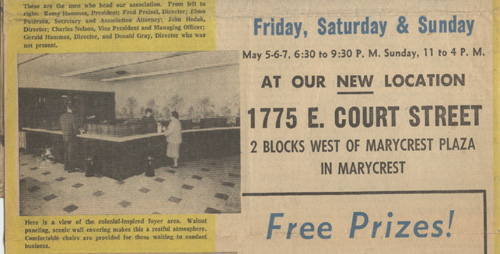 These are the men who head our association. From left to
right: Rossy Hammon, President; Fred Preisel, Director; Elmo
Pedersen, Secretary and Association Attorney; John Hodak,
Director; Charles Nelson, Vice President and Managing Officer;
Gerald Hamman, Director, and Donald Gray, Director who was
not present.
Here is a view of the colonial-inspired foyer area. Walnut
paneling, scenic wall covering makes this a restful atmosphere.
Comfortable chairs are provided for those waiting to conduct
business.
Friday, Saturday & Sunday
May 5-6-7, 6:30 to 9:30 P. M. Sunday, 11 to 4 P. M.
AT OUR NEW LOCATION
1775 E. COURT STREET
2 BLOCKS WEST OF MARYCREST PLAZA
IN MARYCREST
Free Prizes!